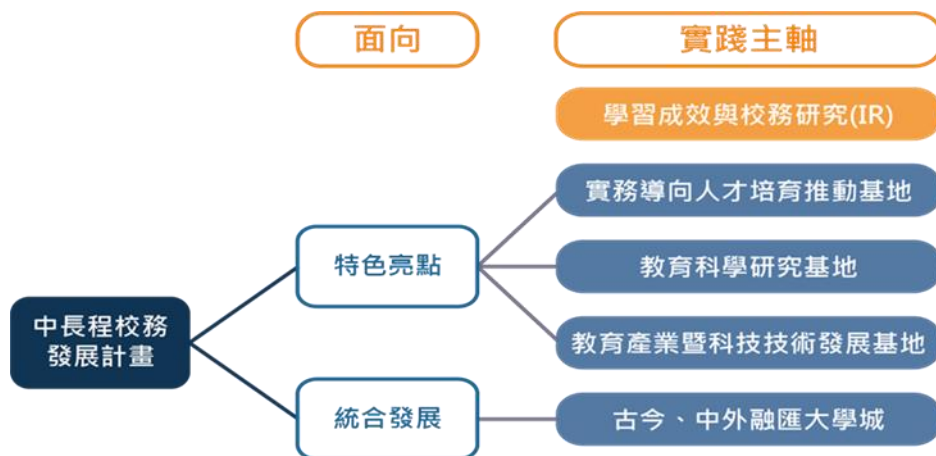 面向
實踐主軸
學習成效與校務研究(IR)
實務導向人才培育推動基地
特色亮點
教育科學研究基地
中長程校務
發展計畫
教育產業暨科技技術發展基地
統合發展
古今、中外融匯大學城